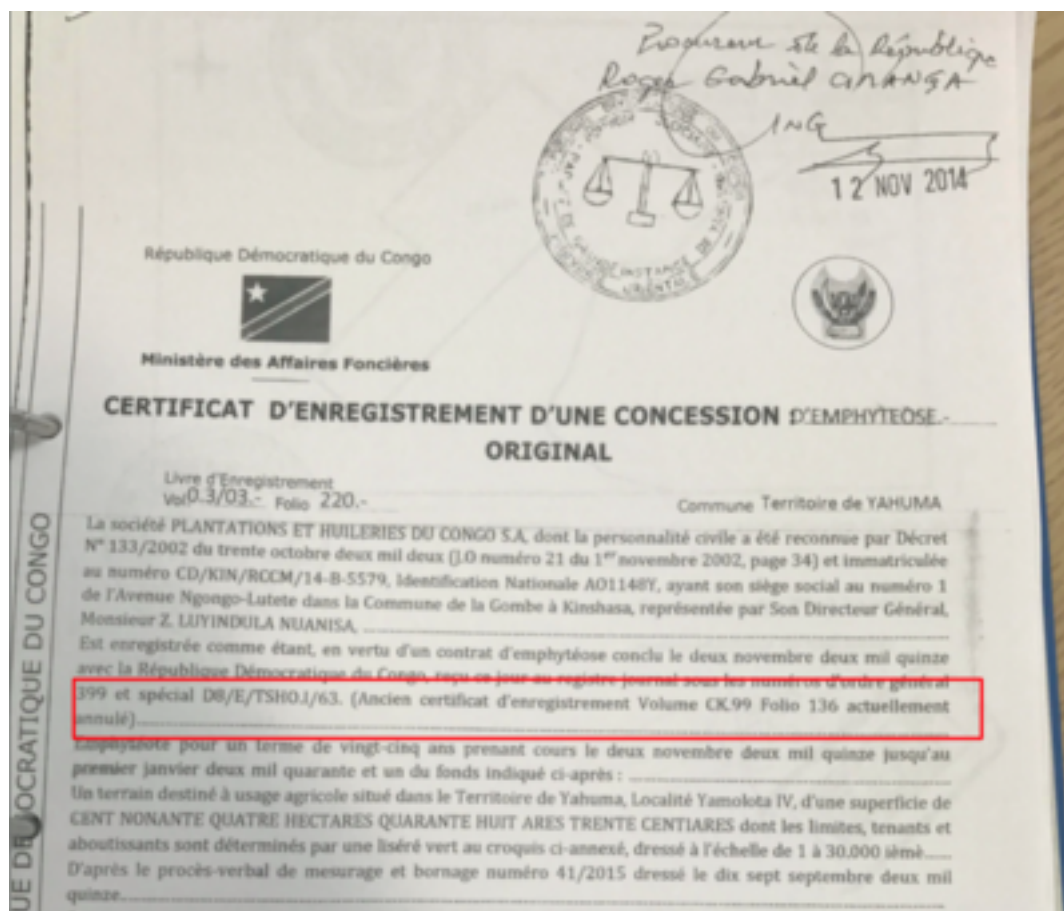 Procureur de la République
Roger Gabriel
12 NOV 2014
République Démocratique du Congo
Ministère des Affaires Foncières
CERTIFICAT D'ENREGISTREMENT D'UNE CONCESSION D'EMPHYTEOSE.-
ORIGINAL
Livre d'Enregistrement
Vol 0.3/03.- Folio 220.-
Commune Territoire de YAHUMA
La société PLANTATIONS ET HUILERIES DU CONGO S.A, dont la personnalité civile a été reconnue par Décret
N° 133/2002 du trente octobre deux mil deux (J.O numéro 21 du 1er novembre 2002, page 34) et immatriculée
au numéro CD/KIN/RCCM/14-B-5579, Identification Nationale A01148Y, ayant son siège social au numéro 1
de l'Avenue Ngongo-Lutete dans la Commune de la Gombe à Kinshasa, représentée par Son Directeur Général,
Monsieur Z. LUYINDULA NUANISA,
Est enregistrée comme étant, en vertu d'un contrat d'emphytéose conclu le deux novembre deux mil quinze
avec la République Démocratique du Congo, reçu ce jour au registre journal sous les numéros d'ordre général
399 et spécial D8/E/TSHO.I/63. (Ancien certificat d'enregistrement Volume CK.99 Folio 136 actuellement
annulé)
Emphytéote pour un terme de vingt-cinq ans prenant cours le deux novembre deux mil quinze jusqu'au
premier janvier deux mil quarante et un du fonds indiqué ci-après :
Un terrain destiné à usage agricole situé dans le Territoire de Yahuma, Localité Yamolota IV, d'une superficie de
CENT NONANTE QUATRE HECTARES QUARANTE HUIT ARES TRENTE CENTIARES dont les limites, tenants et
aboutissants sont déterminés par une liséré vert au croquis ci-annexé, dressé à l'échelle de 1 à 30.000 ième
D'après le procès-verbal de mesurage et bornage numéro 41/2015 dressé le dix sept septembre deux mil
quinze
UE DEMOCRATIQUE DU CONGO